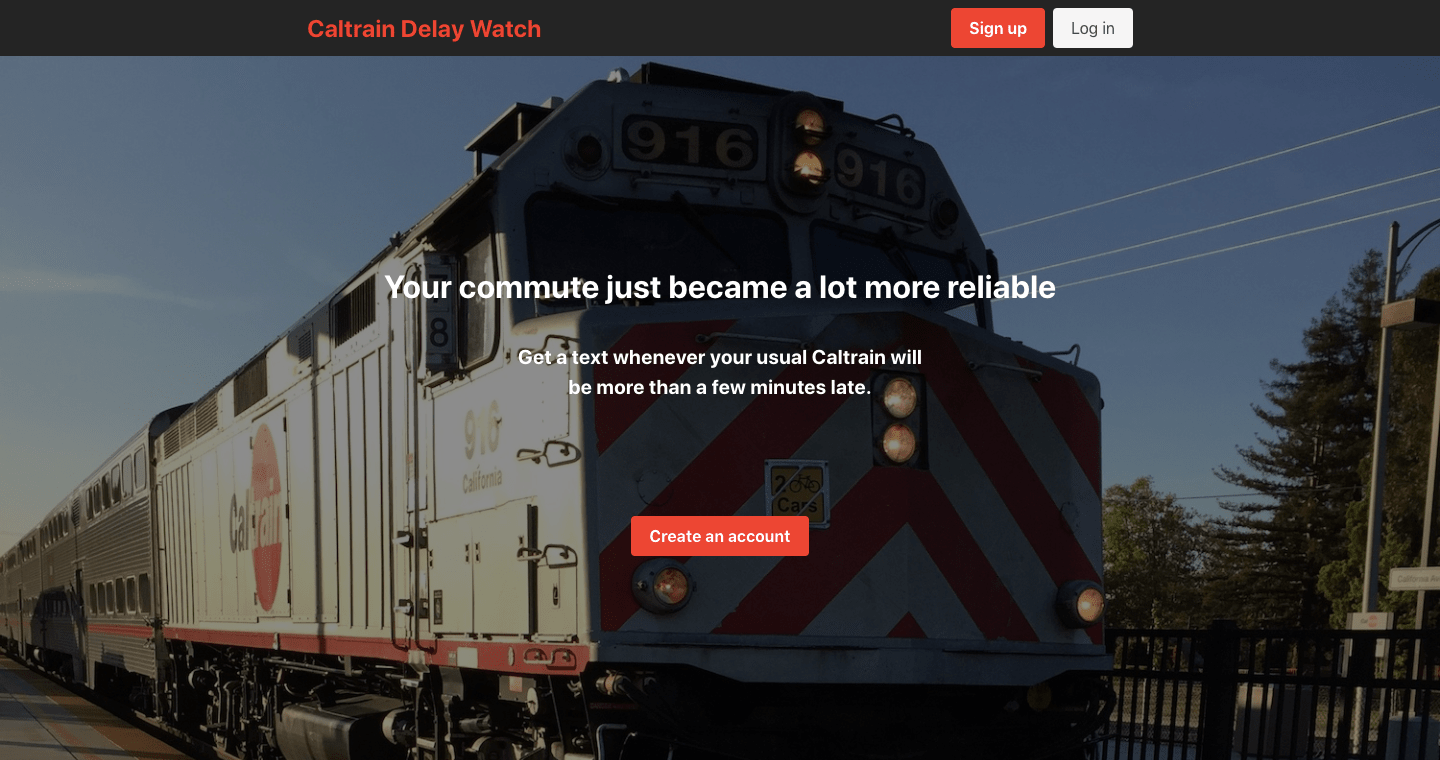 Caltrain Delay Watch
Sign up
Log in
916
916
Your commute just became a lot more reliable
8
Get a text whenever your usual Caltrain will
be more than a few minutes late.
916
California
Cal
2
Cars
Create an account